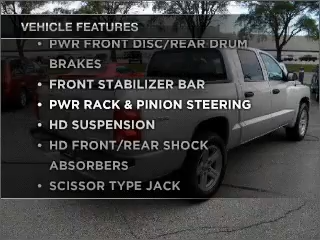 VEHICLE FEATURES
• PWR FRONT DISC/REAR DRUM
BRAKES
• FRONT STABILIZER BAR
• PWR RACK & PINION STEERING
• HD SUSPENSION
• HD FRONT/REAR SHOCK
ABSORBERS
• SCISSOR TYPE JACK